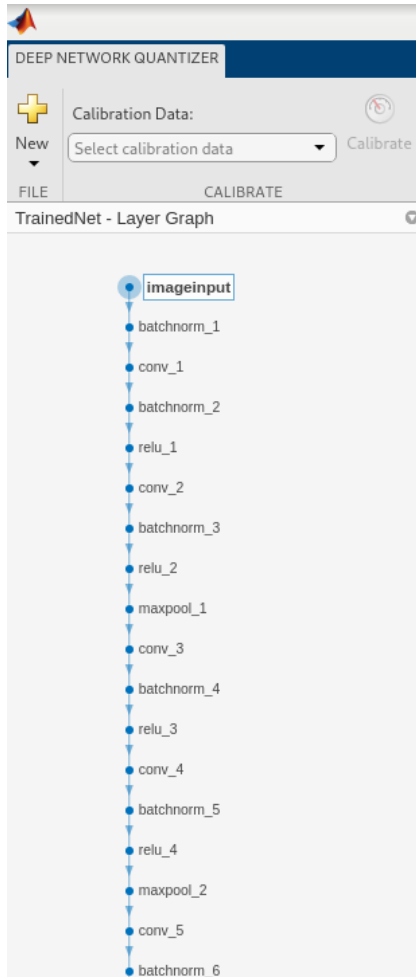 DEEP NETWORK QUANTIZER
New
Calibration Data:
Select calibration data
Calibrate
FILE
CALIBRATE
TrainedNet - Layer Graph
imageinput
batchnorm_1
conv_1
batchnorm_2
relu_1
conv_2
batchnorm_3
relu_2
maxpool_1
conv_3
batchnorm_4
relu_3
conv_4
batchnorm_5
relu_4
maxpool_2
conv_5
batchnorm_6